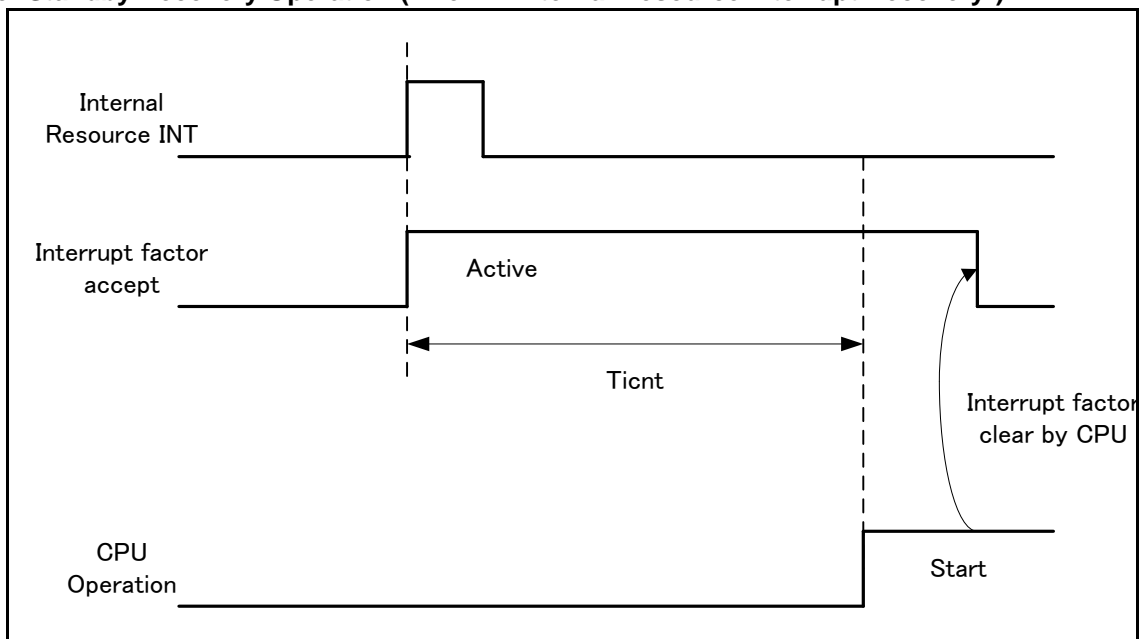 Internal
Resource INT
Interrupt factor
accept
Active
Ticnt
Interrupt factor
clear by CPU
CPU
Operation
Start